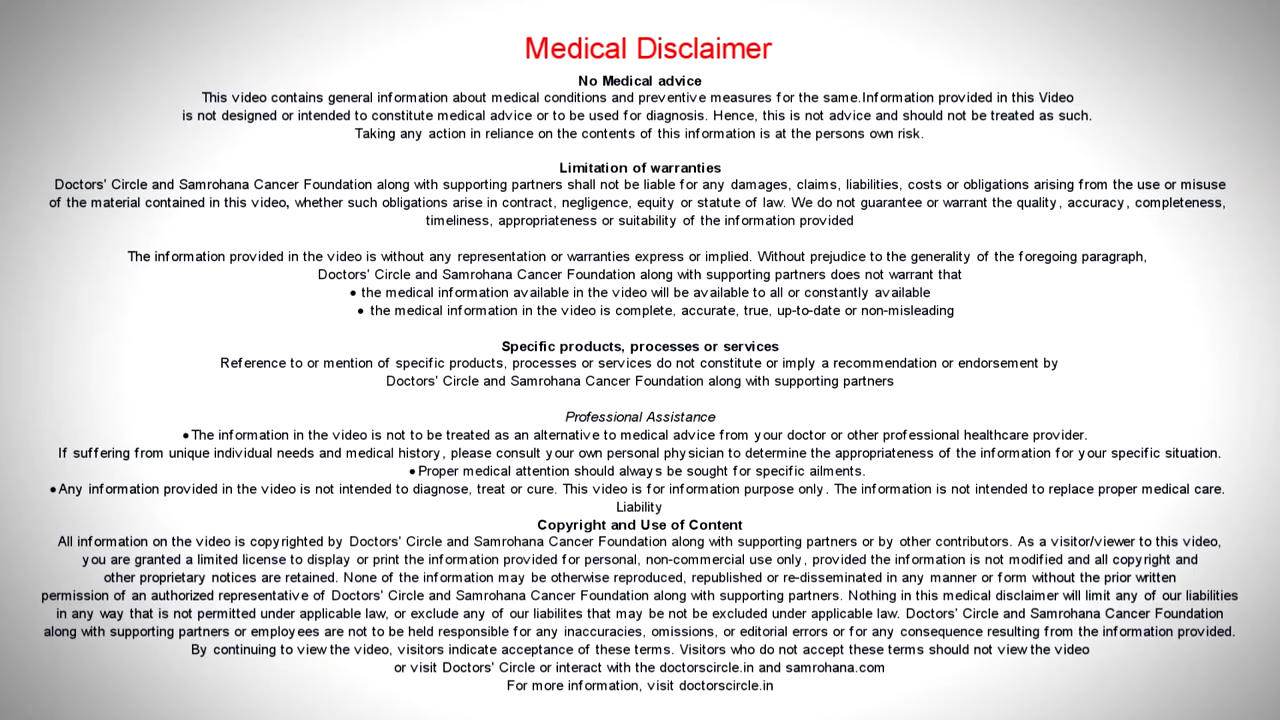 Medical Disclaimer
No Medical advice
This video contains general information about medical conditions and preventive measures for the same.Information provided in this Video
is not designed or intended to constitute medical advice or to be used for diagnosis. Hence, this is not advice and should not be treated as such.
Taking any action in reliance on the contents of this information is at the persons own risk.
Limitation of warranties
Doctors' Circle and Samrohana Cancer Foundation along with supporting partners shall not be liable for any damages, claims, liabilities, costs or obligations arising from the use or misuse
of the material contained in this video, whether such obligations arise in contract, negligence, equity or statute of law. We do not guarantee or warrant the quality, accuracy, completeness,
timeliness, appropriateness or suitability of the information provided
The information provided in the video is without any representation or warranties express or implied. Without prejudice to the generality of the foregoing paragraph,
Doctors' Circle and Samrohana Cancer Foundation along with supporting partners does not warrant that
• the medical information available in the video will be available to all or constantly available
• the medical information in the video is complete, accurate, true, up-to-date or non-misleading
Specific products, processes or services
Reference to or mention of specific products, processes or services do not constitute or imply a recommendation or endorsement by
Doctors' Circle and Samrohana Cancer Foundation along with supporting partners
Professional Assistance
•The information in the video is not to be treated as an alternative to medical advice from your doctor or other professional healthcare provider.
If suffering from unique individual needs and medical history, please consult your own personal physician to determine the appropriateness of the information for your specific situation.
•Proper medical attention should always be sought for specific ailments.
•Any information provided in the video is not intended to diagnose, treat or cure. This video is for information purpose only. The information is not intended to replace proper medical care.
Liability
Copyright and Use of Content
All information on the video is copyrighted by Doctors' Circle and Samrohana Cancer Foundation along with supporting partners or by other contributors. As a visitor/viewer to this video,
you are granted a limited license to display or print the information provided for personal, non-commercial use only, provided the information is not modified and all copyright and
other proprietary notices are retained. None of the information may be otherwise reproduced, republished or re-disseminated in any manner or form without the prior written
permission of an authorized representative of Doctors' Circle and Samrohana Cancer Foundation along with supporting partners. Nothing in this medical disclaimer will limit any of our liabilities
in any way that is not permitted under applicable law, or exclude any of our liabilites that may be not be excluded under applicable law. Doctors' Circle and Samrohana Cancer Foundation
along with supporting partners or employees are not to be held responsible for any inaccuracies, omissions, or editorial errors or for any consequence resulting from the information provided.
By continuing to view the video, visitors indicate acceptance of these terms. Visitors who do not accept these terms should not view the video
or visit Doctors' Circle or interact with the doctorscircle.in and samrohana.com
For more information, visit doctorscircle.in